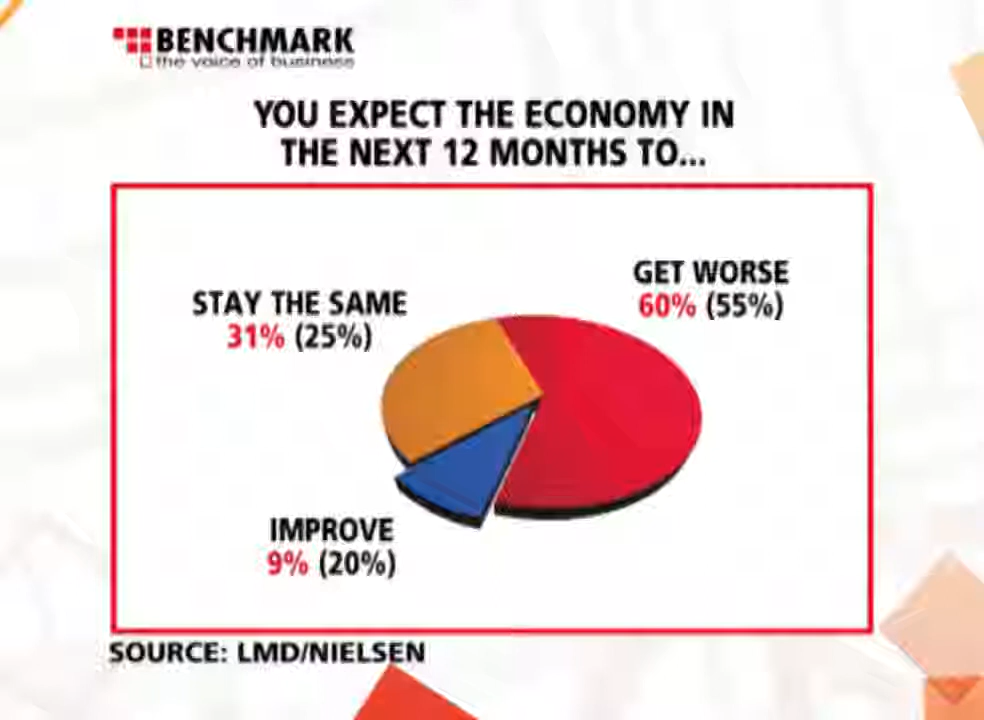 BENCHMARK
the voice of business
YOU EXPECT THE ECONOMY IN
THE NEXT 12 MONTHS TO...
GET WORSE
60% (55%)
STAY THE SAME
31% (25%)
IMPROVE
9% (20%)
SOURCE: LMD/NIELSEN